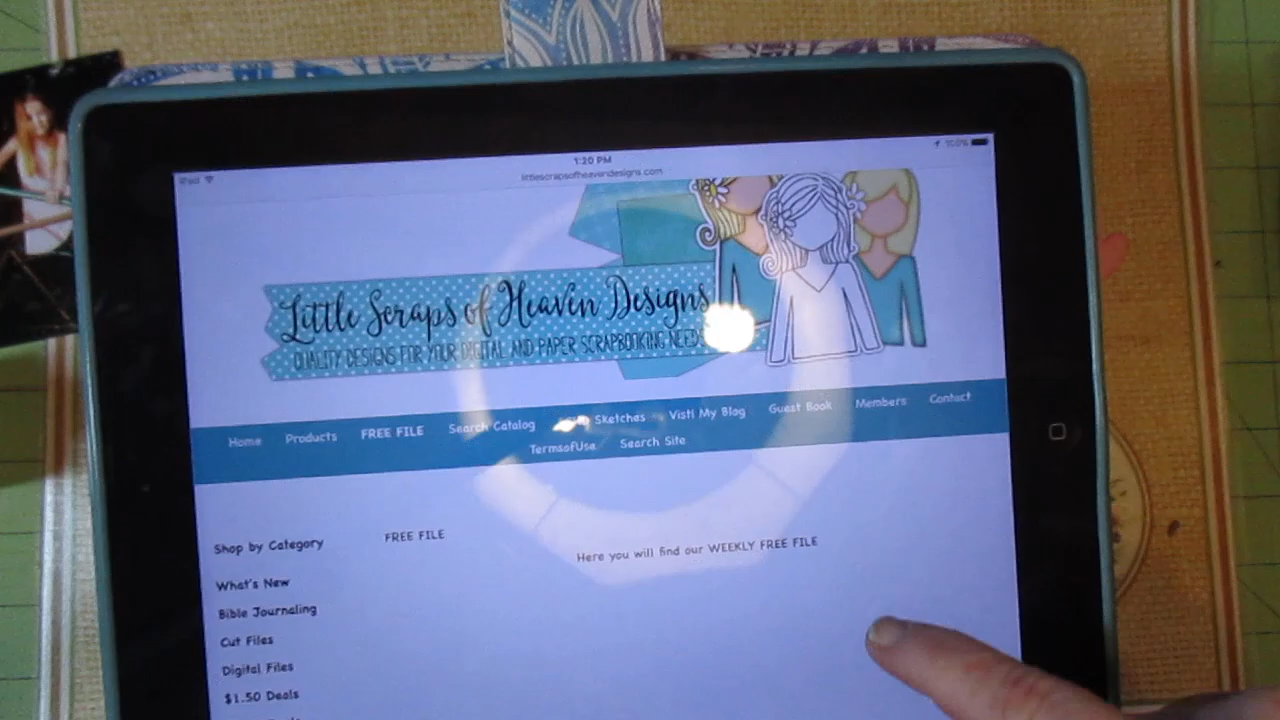 1:20 PM
iPad
100%
littlescrapsofheavendesigns.com
Little Scraps of Heaven Designs
QUALITY DESIGNS FOR YOUR DIGITAL AND PAPER SCRAPBOOKING NEEDS
Home Products FREE FILE Search Catalog Sketches Visti My Blog Guest Book Members Contact
TermsofUse Search Site
Shop by Category
FREE FILE
Here you will find our WEEKLY FREE FILE
What's New
Bible Journaling
Cut Files
Digital Files
$1.50 Deals